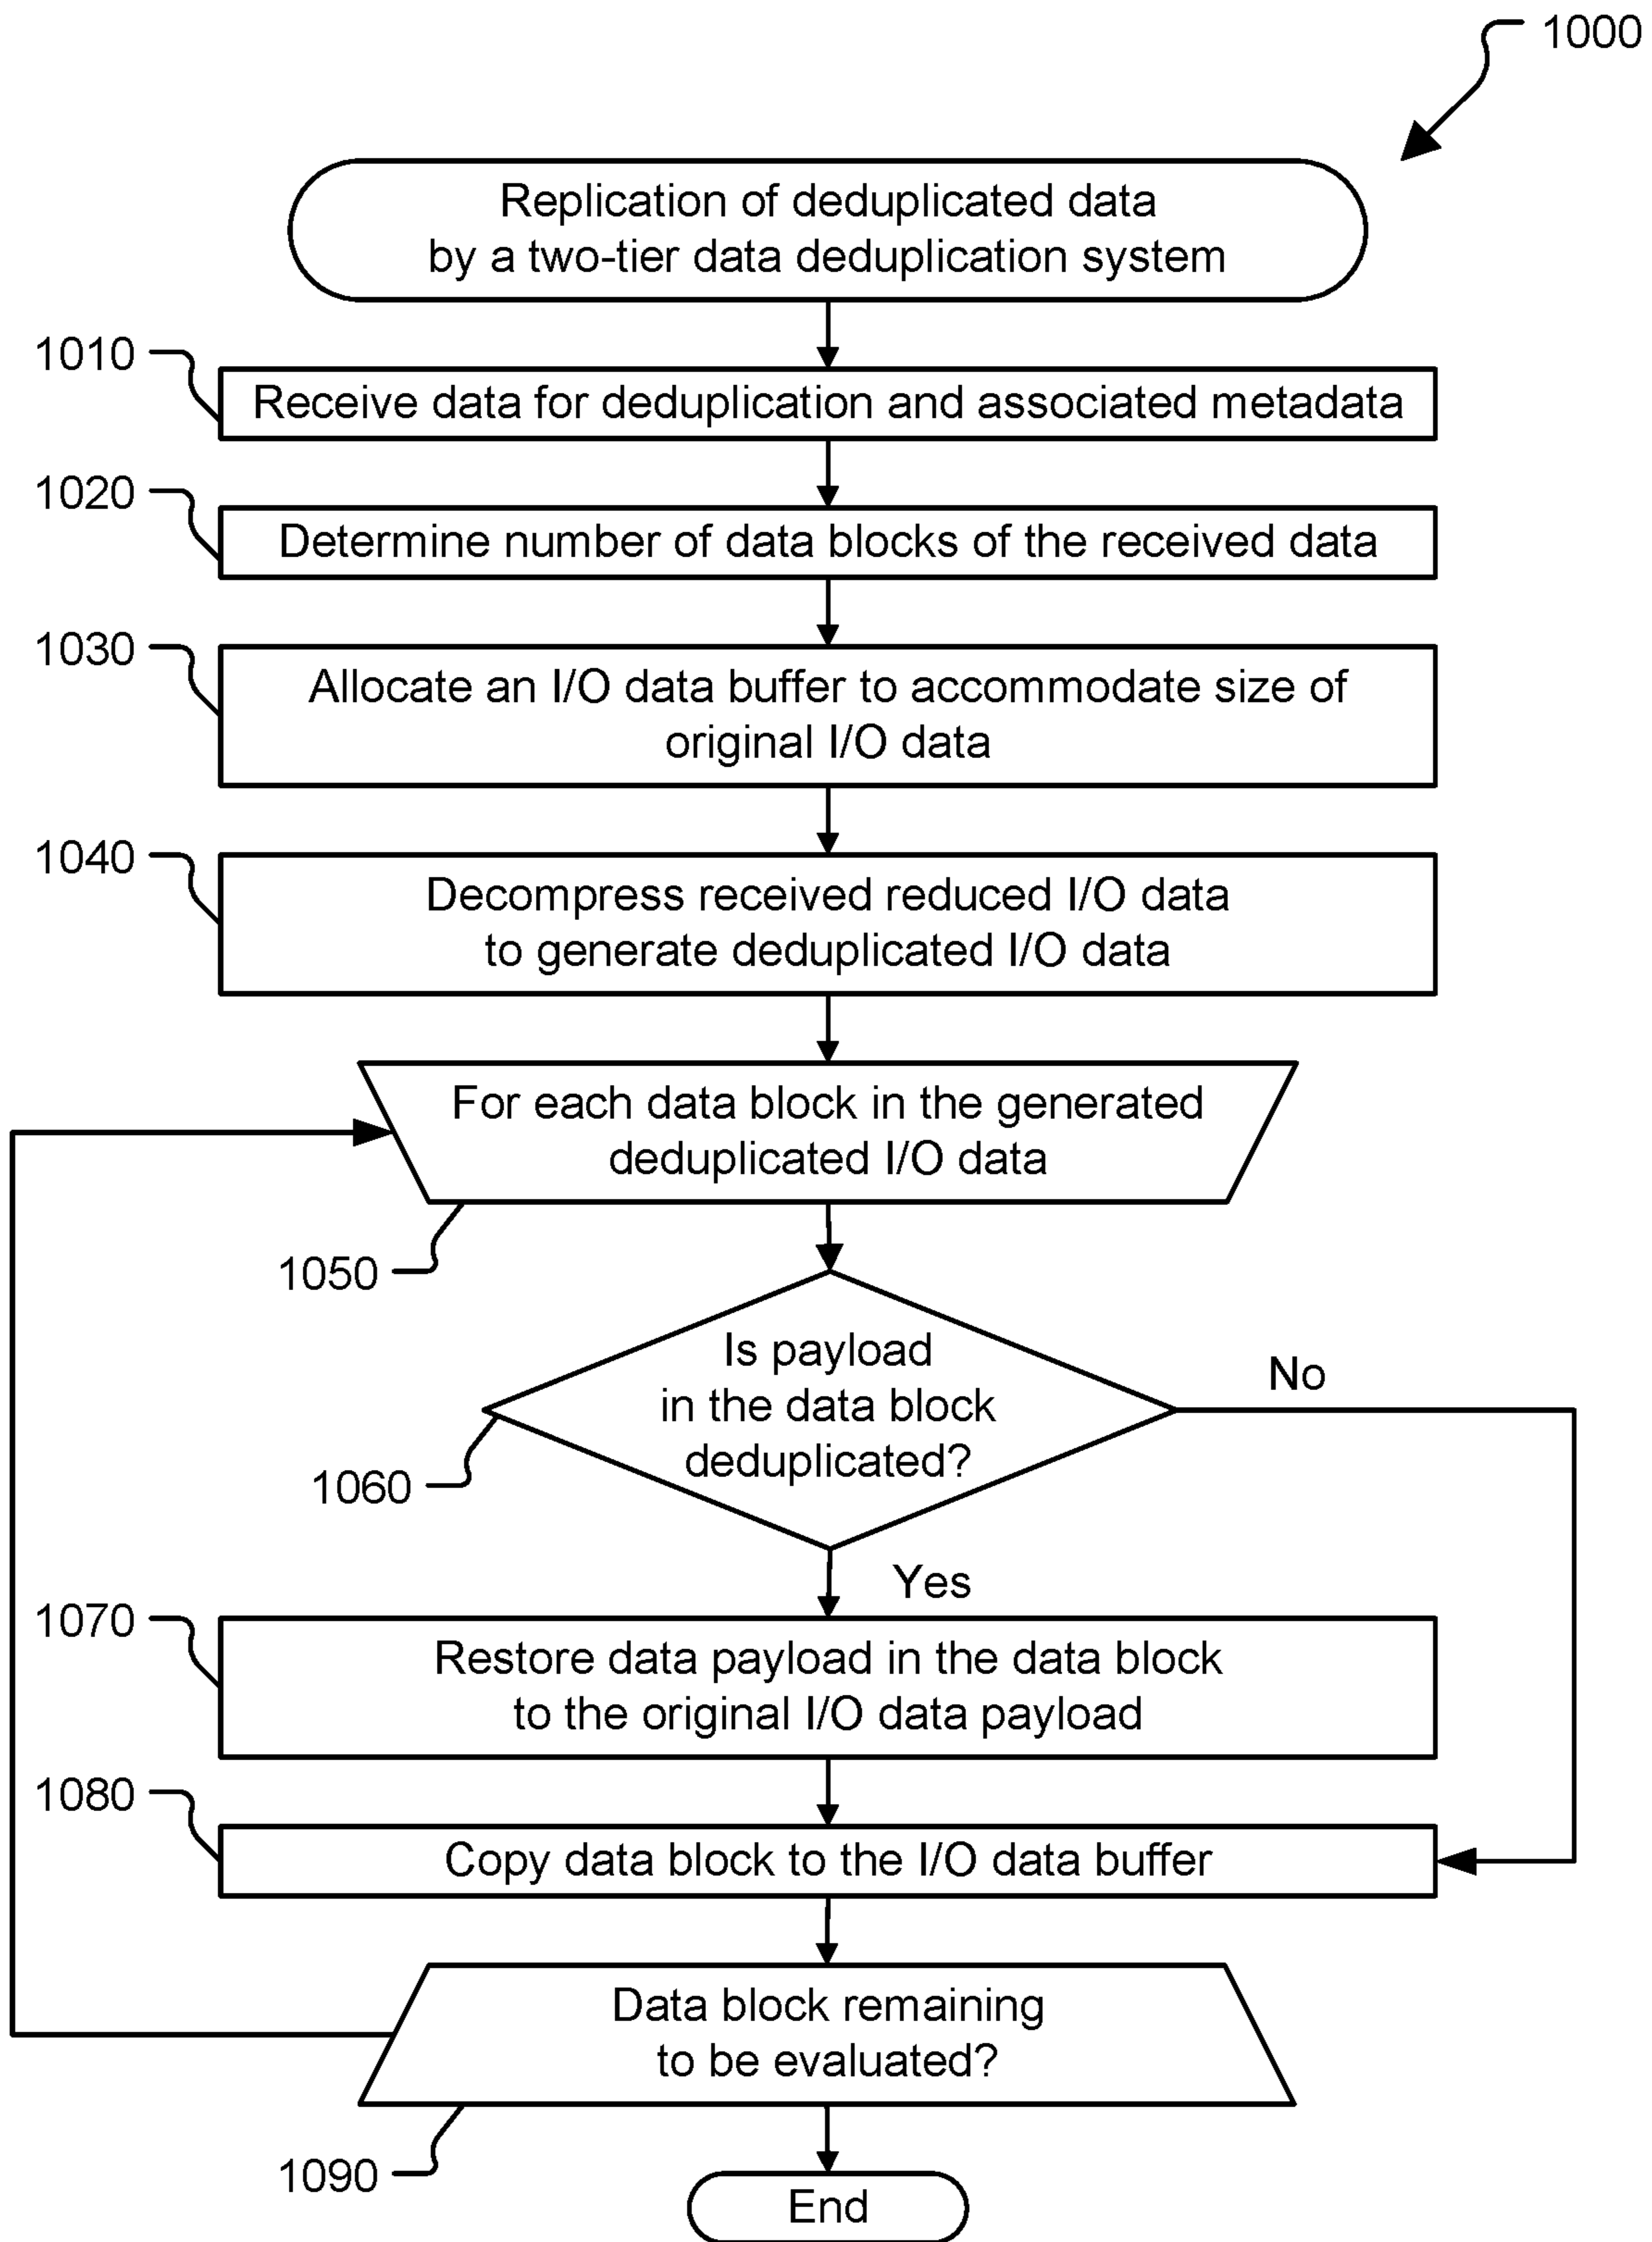 1000
Replication of deduplicated data
by a two-tier data deduplication system
1010
Receive data for deduplication and associated metadata
1020
Determine number of data blocks of the received data
1030
Allocate an I/O data buffer to accommodate size of
original I/O data
1040
Decompress received reduced I/O data
to generate deduplicated I/O data
For each data block in the generated
deduplicated I/O data
1050
Is payload
in the data block
deduplicated?
No
1060
Yes
1070
Restore data payload in the data block
to the original I/O data payload
1080
Copy data block to the I/O data buffer
Data block remaining
to be evaluated?
1090
End